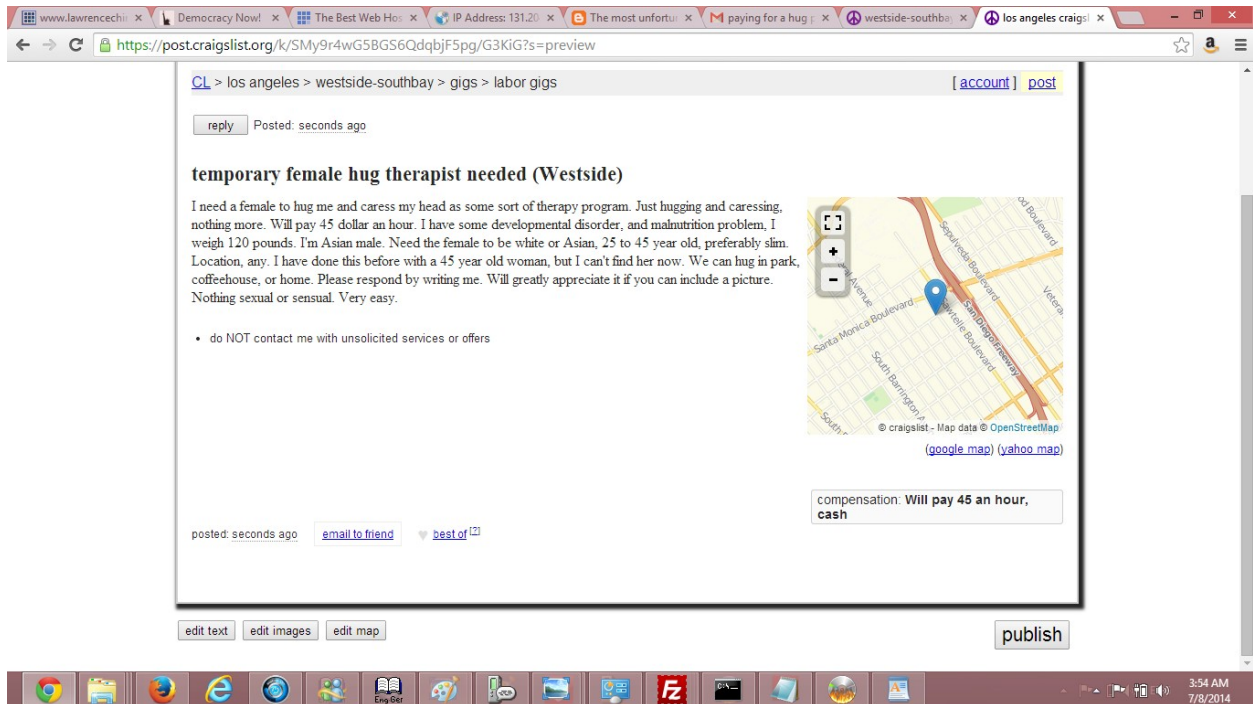 www.lawrencechin
Democracy Now!
The Best Web Hos
IP Address: 131.20
The most unfortun
paying for a hug p
westside-southbay
los angeles craigsl
https://post.craigslist.org/k/SMy9r4wG5BGS6QdqbjF5pg/G3KiG?s=preview
CL > los angeles > westside-southbay > gigs > labor gigs
[ account ] post
reply Posted: seconds ago
temporary female hug therapist needed (Westside)
I need a female to hug me and caress my head as some sort of therapy program. Just hugging and caressing,
nothing more. Will pay 45 dollar an hour. I have some developmental disorder, and malnutrition problem, I
weigh 120 pounds. I'm Asian male. Need the female to be white or Asian, 25 to 45 year old, preferably slim.
Location, any. I have done this before with a 45 year old woman, but I can't find her now. We can hug in park,
coffeehouse, or home. Please respond by writing me. Will greatly appreciate it if you can include a picture.
Nothing sexual or sensual. Very easy.
• do NOT contact me with unsolicited services or offers
+
-
Sepulveda Boulevard
Santa Monica Boulevard
Sawtelle Boulevard
San Diego Freeway
South Barrington
© craigslist - Map data © OpenStreetMap
(google map) (yahoo map)
compensation: Will pay 45 an hour,
cash
posted: seconds ago email to friend best of [?]
edit text edit images edit map
publish
Eng-Ger
3:54 AM
7/8/2014